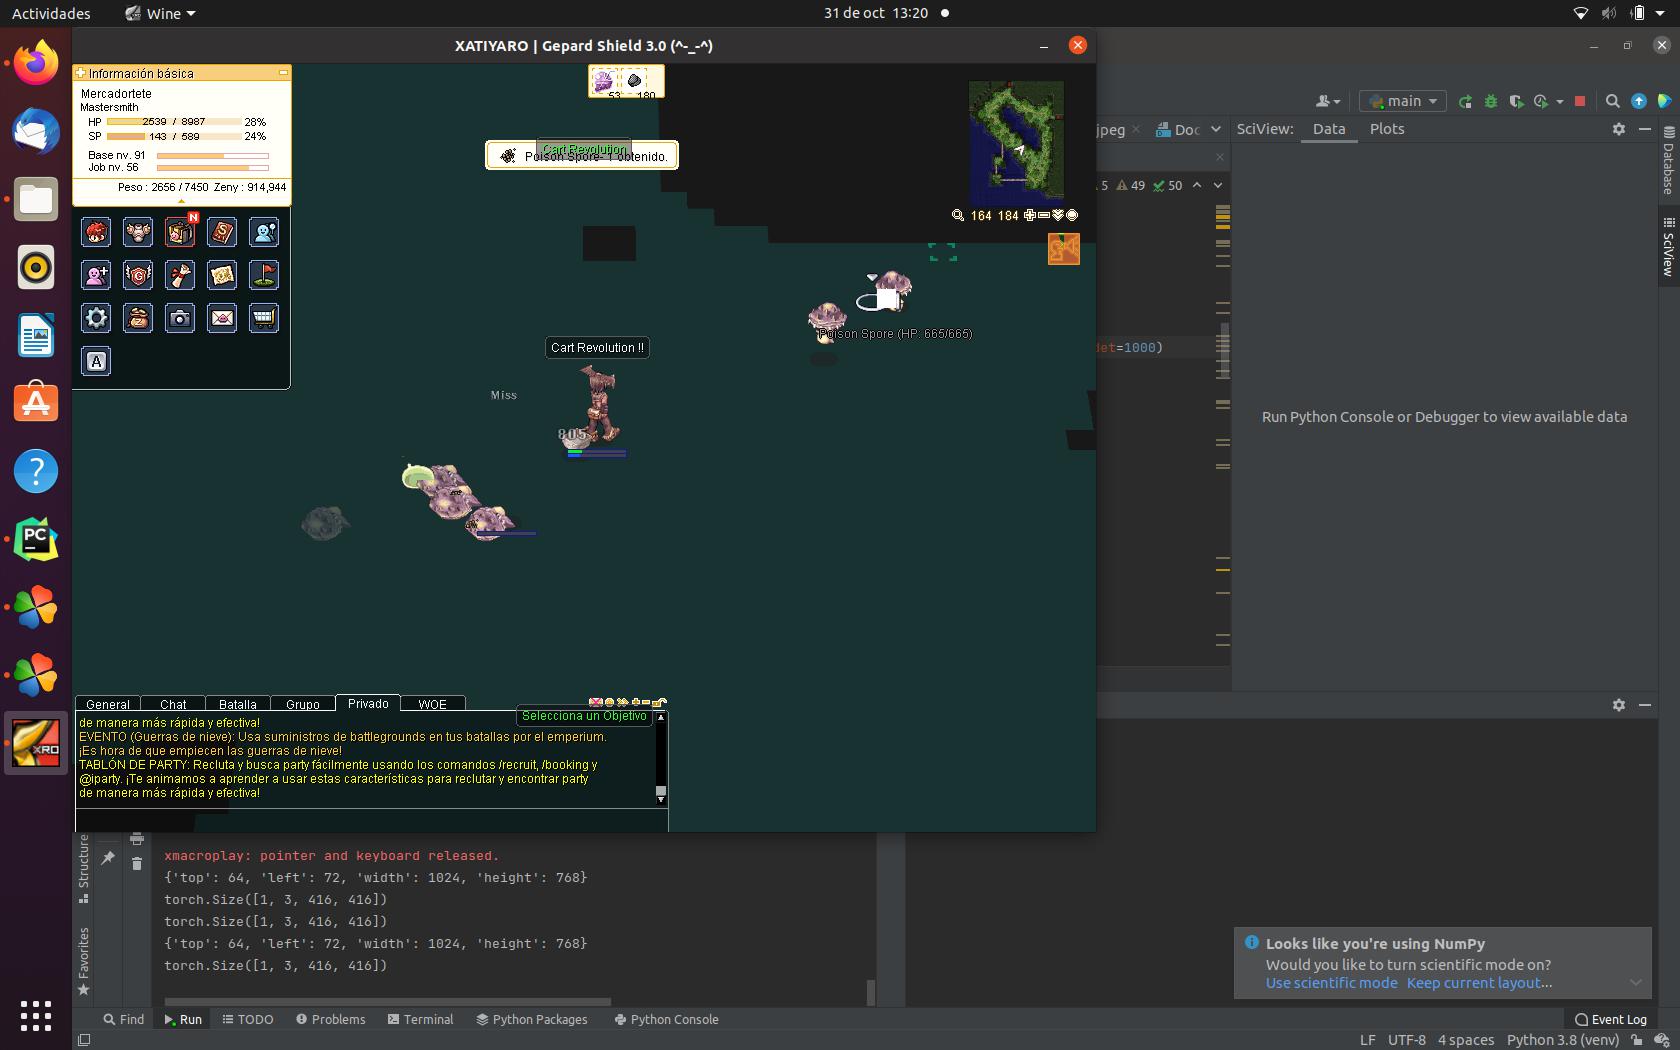 Actividades
Wine
31 de oct 13:20
XATIYARO | Gepard Shield 3.0 (^-_-^)
Información básica
Mercadortete
Mastersmith
HP 2539 / 8987 28%
SP 143 / 589 24%
Base nv. 91
Job nv. 56
Peso : 2656 / 7450 Zeny : 914,944
N
A
53 180
Cart Revolution
Poison Spore- 1 obtenido.
164 184
Poison Spore (HP: 665/665)
Cart Revolution !!
Miss
805
General
Chat
Batalla
Grupo
Privado
WOE
Selecciona un Objetivo
de manera más rápida y efectiva!
EVENTO (Guerras de nieve): Usa suministros de battlegrounds en tus batallas por el emperium.
¡Es hora de que empiecen las guerras de nieve!
TABLÓN DE PARTY: Recluta y busca party fácilmente usando los comandos /recruit, /booking y
@iparty. ¡Te animamos a aprender a usar estas características para reclutar y encontrar party
de manera más rápida y efectiva!
main
jpeg
Doc
SciView:
Data
Plots
5 49 50
det=1000)
Run Python Console or Debugger to view available data
Database
SciView
PC
XRO
Structure
Favorites
xmacroplay: pointer and keyboard released.
{'top': 64, 'left': 72, 'width': 1024, 'height': 768}
torch.Size([1, 3, 416, 416])
torch.Size([1, 3, 416, 416])
{'top': 64, 'left': 72, 'width': 1024, 'height': 768}
torch.Size([1, 3, 416, 416])
Looks like you're using NumPy
Would you like to turn scientific mode on?
Use scientific mode Keep current layout...
Find
Run
TODO
Problems
Terminal
Python Packages
Python Console
Event Log
LF UTF-8 4 spaces Python 3.8 (venv)